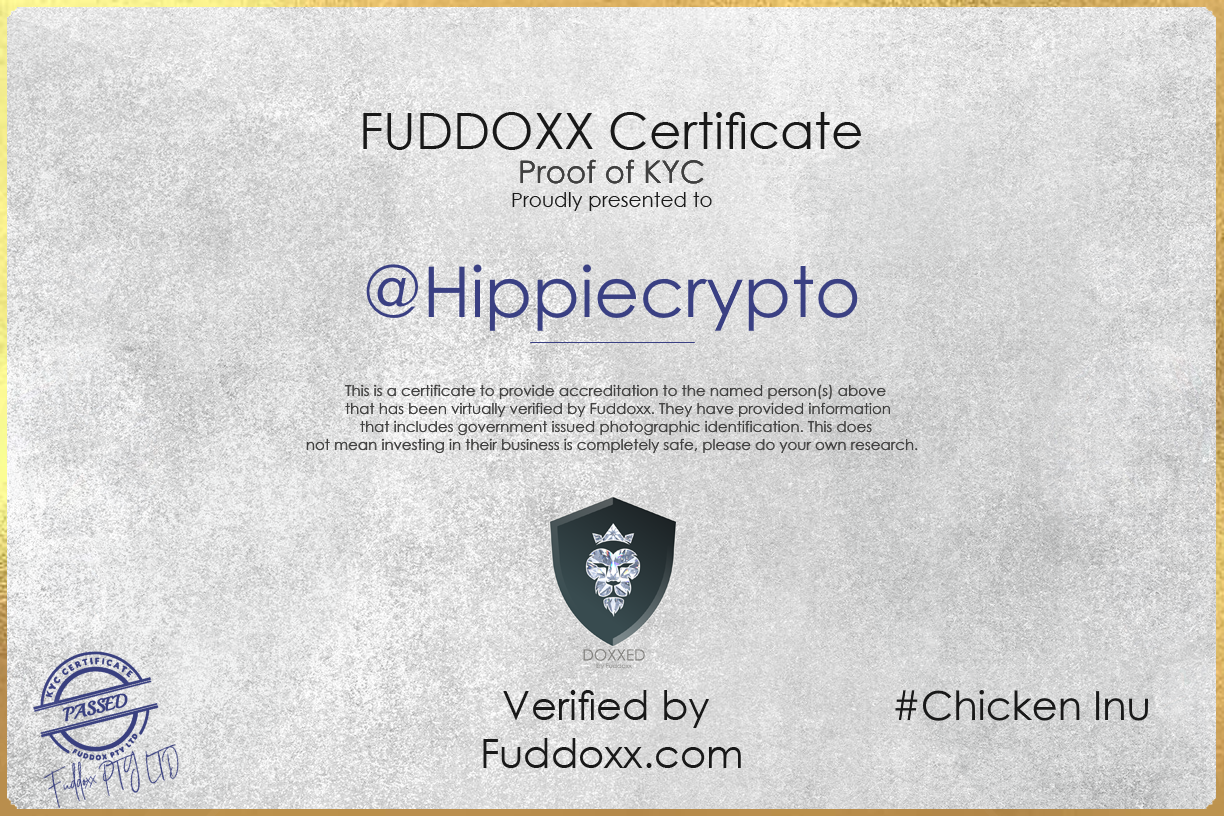 FUDDOXX Certificate
Proof of KYC
Proudly presented to
@Hippiecrypto
This is a certificate to provide accreditation to the named person(s) above
that has been virtually verified by Fuddoxx. They have provided information
that includes government issued photographic identification. This does
not mean investing in their business is completely safe, please do your own research.
DOXXED
By Fuddoxx
KYC CERTIFICATE
PASSED
FUDDOX PTY LTD
Fuddoxx PTY LTD
Verified by
Fuddoxx.com
#Chicken Inu